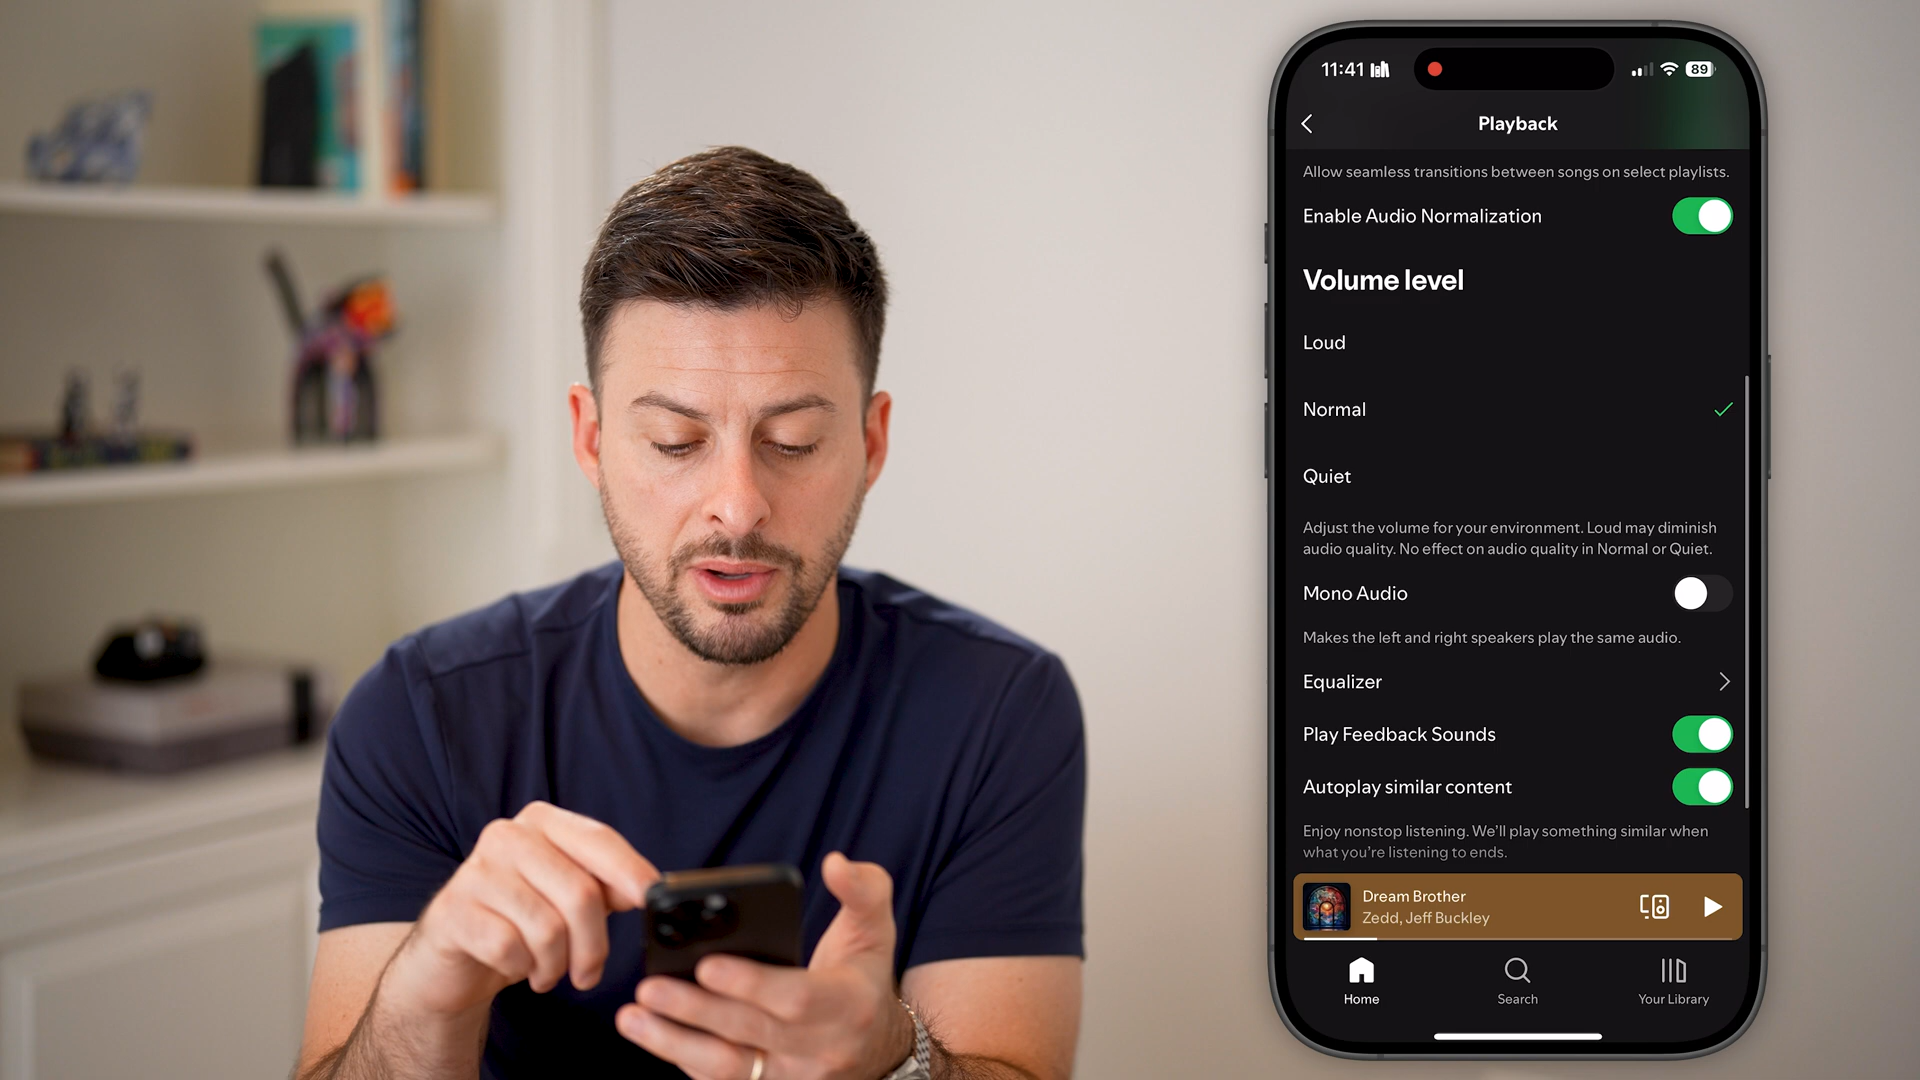 11:41
89
Playback
Allow seamless transitions between songs on select playlists.
Enable Audio Normalization
Volume level
Loud
Normal
Quiet
Adjust the volume for your environment. Loud may diminish
audio quality. No effect on audio quality in Normal or Quiet.
Mono Audio
Makes the left and right speakers play the same audio.
Equalizer
Play Feedback Sounds
Autoplay similar content
Enjoy nonstop listening. We’ll play something similar when
what you’re listening to ends.
Dream Brother
Zedd, Jeff Buckley
Home
Search
Your Library